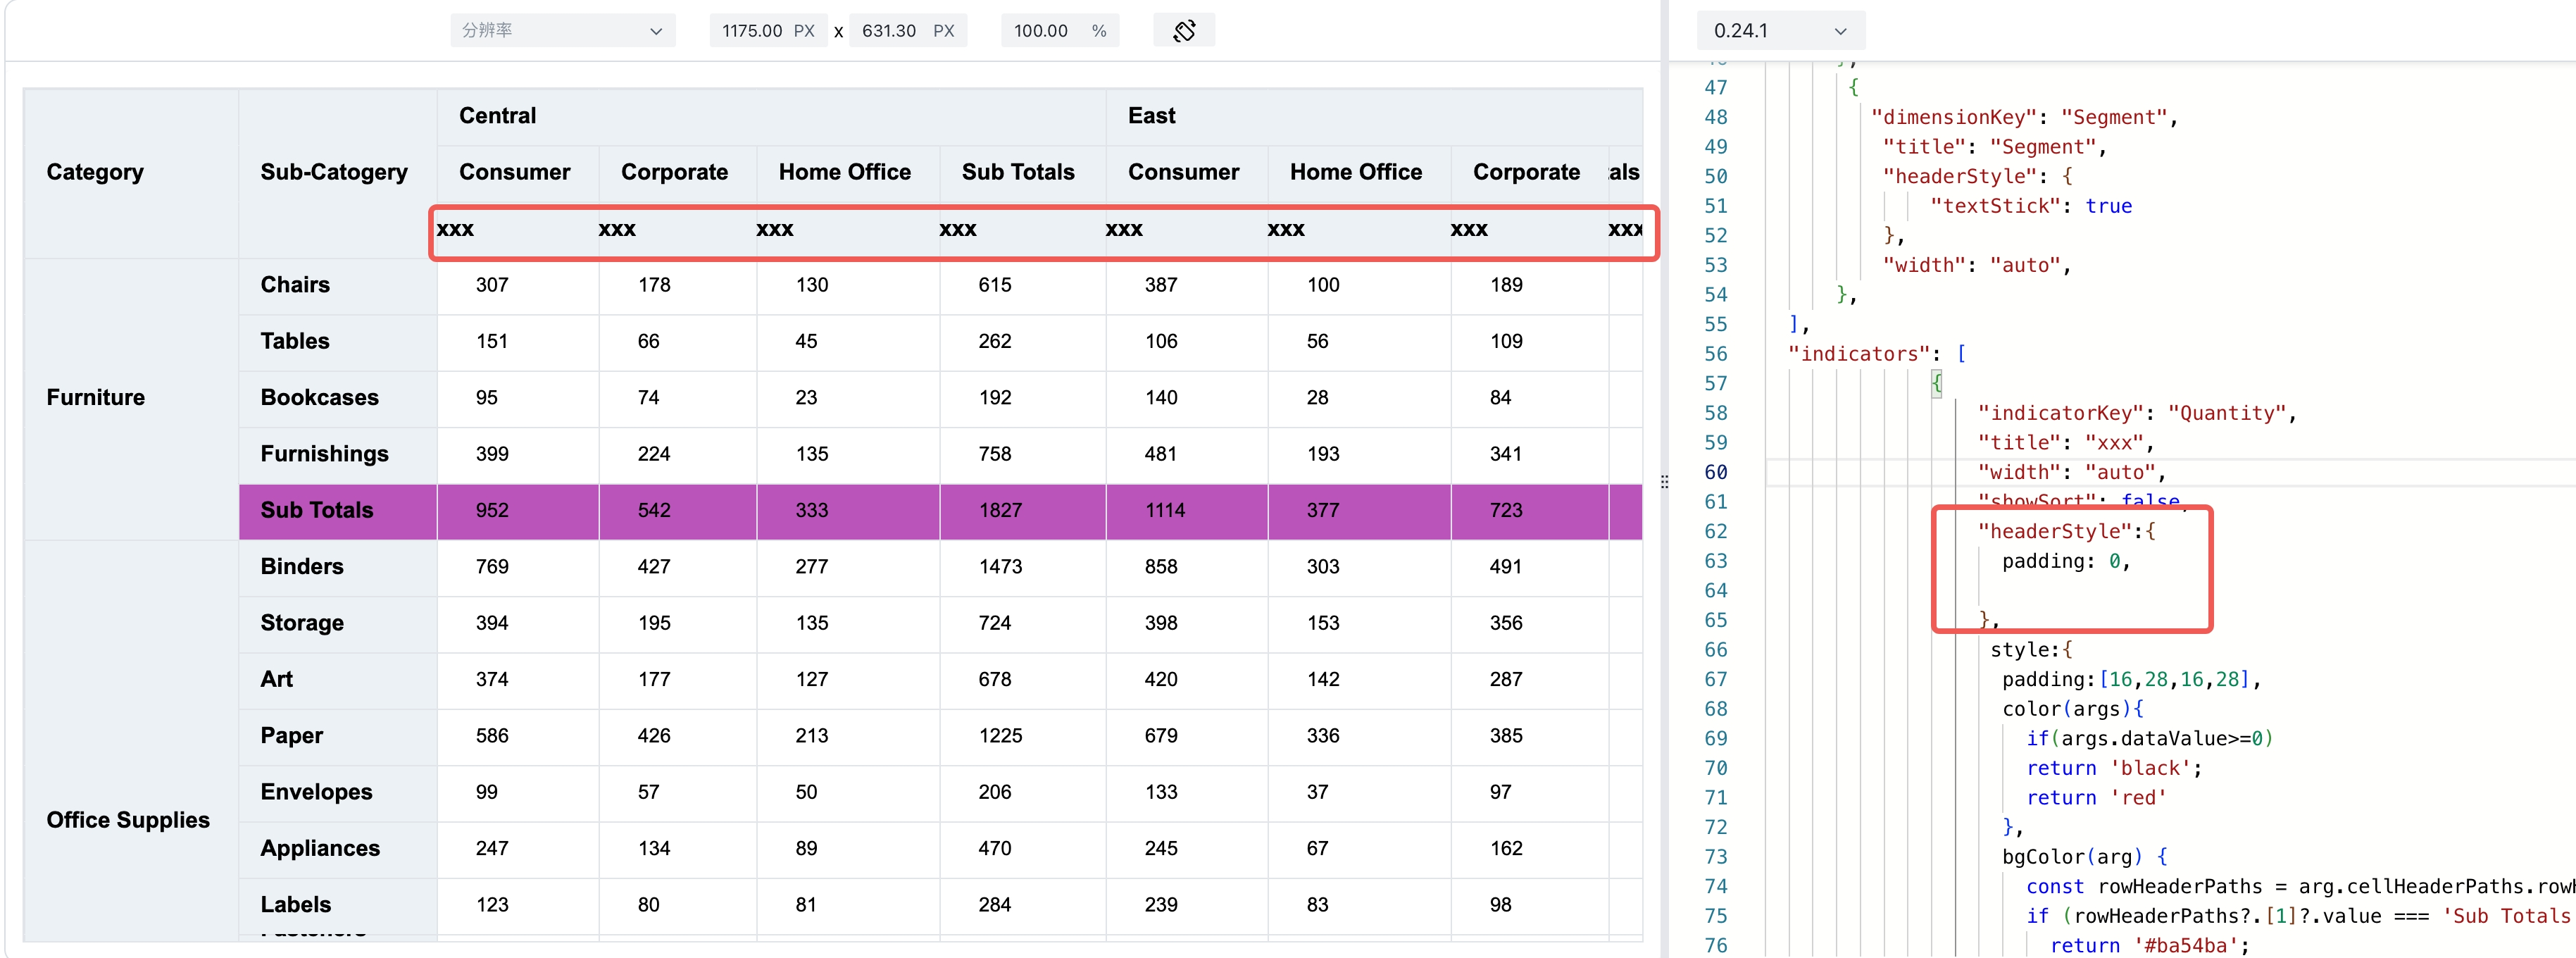 分辨率 1175.00 PX x 631.30 PX 100.00 %
Category Sub-Catogery Central East
Consumer Corporate Home Office Sub Totals Consumer Home Office Corporate als
xxx xxx xxx xxx xxx xxx xxx xxx
Furniture
Chairs 307 178 130 615 387 100 189
Tables 151 66 45 262 106 56 109
Bookcases 95 74 23 192 140 28 84
Furnishings 399 224 135 758 481 193 341
Sub Totals 952 542 333 1827 1114 377 723
Office Supplies
Binders 769 427 277 1473 858 303 491
Storage 394 195 135 724 398 153 356
Art 374 177 127 678 420 142 287
Paper 586 426 213 1225 679 336 385
Envelopes 99 57 50 206 133 37 97
Appliances 247 134 89 470 245 67 162
Labels 123 80 81 284 239 83 98
0.24.1
47 {
48 "dimensionKey": "Segment",
49 "title": "Segment",
50 "headerStyle": {
51 "textStick": true
52 },
53 "width": "auto",
54 },
55 ],
56 "indicators": [
57 {
58 "indicatorKey": "Quantity",
59 "title": "xxx",
60 "width": "auto",
61 "showSort": false,
62 "headerStyle":{
63 padding: 0,
64
65 },
66 style:{
67 padding:[16,28,16,28],
68 color(args){
69 if(args.dataValue>=0)
70 return 'black';
71 return 'red'
72 },
73 bgColor(arg) {
74 const rowHeaderPaths = arg.cellHeaderPaths.row
75 if (rowHeaderPaths?.[1]?.value === 'Sub Totals
76 return '#ba54ba';